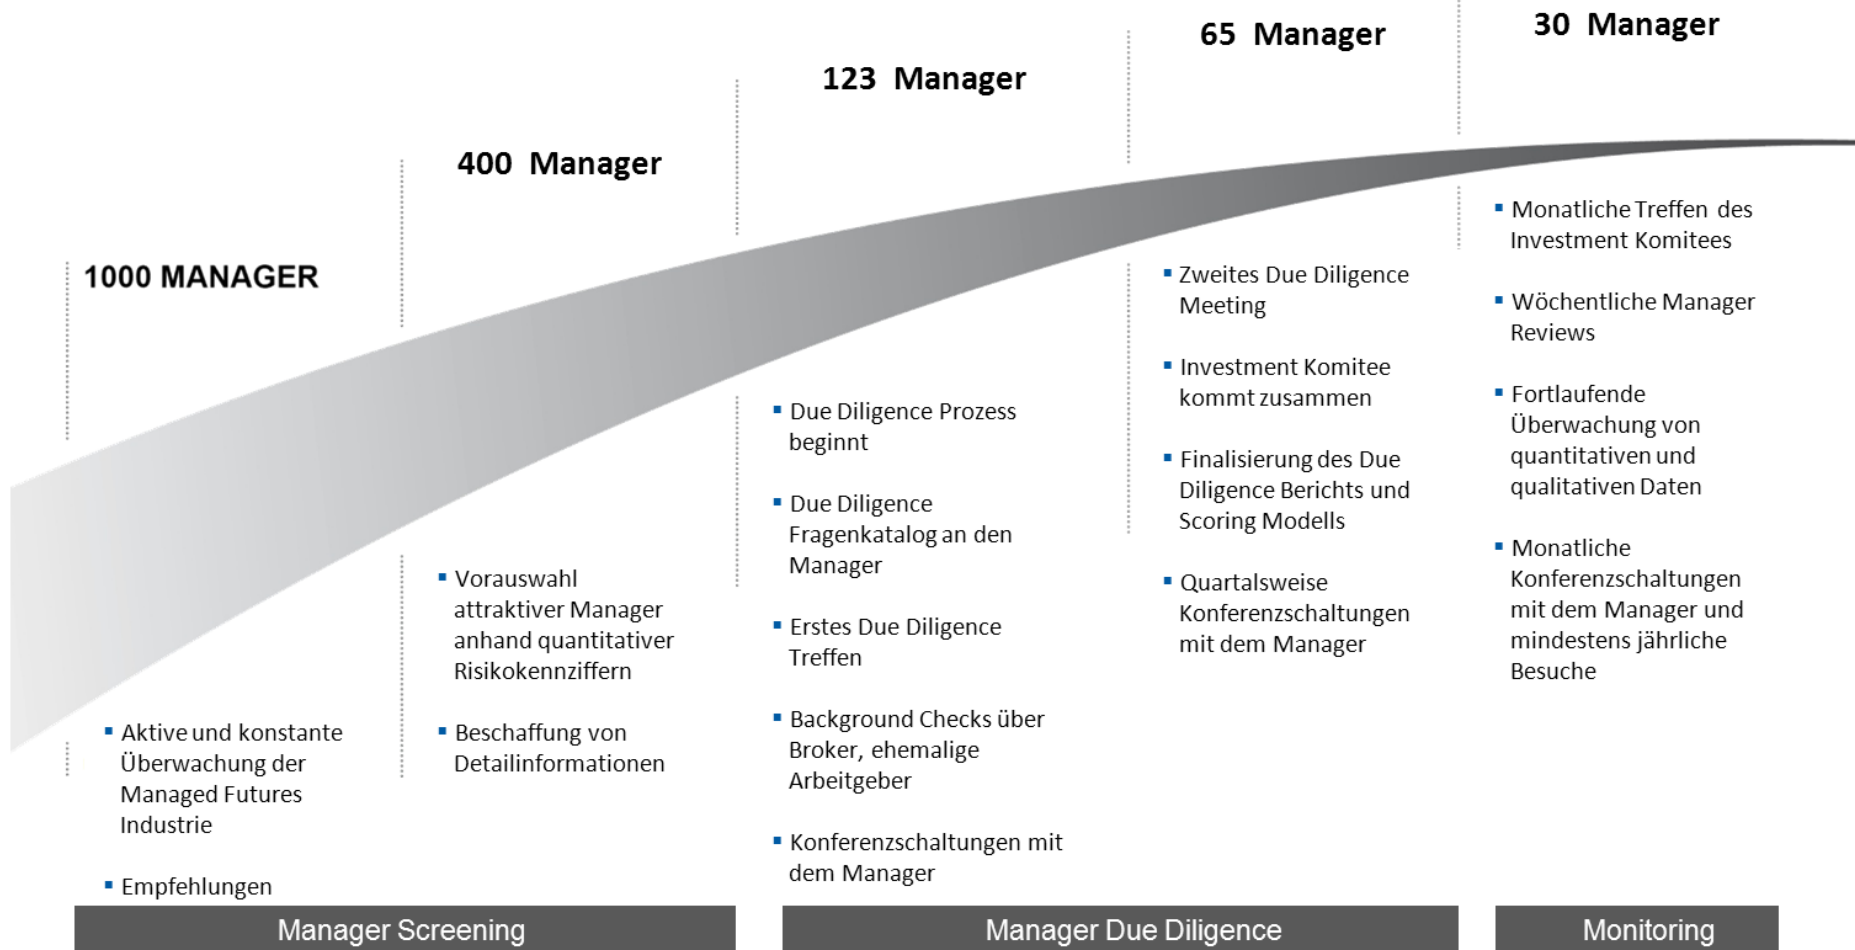 1000 MANAGER
▪ Aktive und konstante
Überwachung der
Managed Futures
Industrie
▪ Empfehlungen
400 Manager
▪ Vorauswahl
attraktiver Manager
anhand quantitativer
Risikokennziffern
▪ Beschaffung von
Detailinformationen
123 Manager
▪ Due Diligence Prozess
beginnt
▪ Due Diligence
Fragenkatalog an den
Manager
▪ Erstes Due Diligence
Treffen
▪ Background Checks über
Broker, ehemalige
Arbeitgeber
▪ Konferenzschaltungen mit
dem Manager
65 Manager
▪ Zweites Due Diligence
Meeting
▪ Investment Komitee
kommt zusammen
▪ Finalisierung des Due
Diligence Berichts und
Scoring Modells
▪ Quartalsweise
Konferenzschaltungen
mit dem Manager
30 Manager
▪ Monatliche Treffen des
Investment Komitees
▪ Wöchentliche Manager
Reviews
▪ Fortlaufende
Überwachung von
quantitativen und
qualitativen Daten
▪ Monatliche
Konferenzschaltungen
mit dem Manager und
mindestens jährliche
Besuche
Manager Screening
Manager Due Diligence
Monitoring